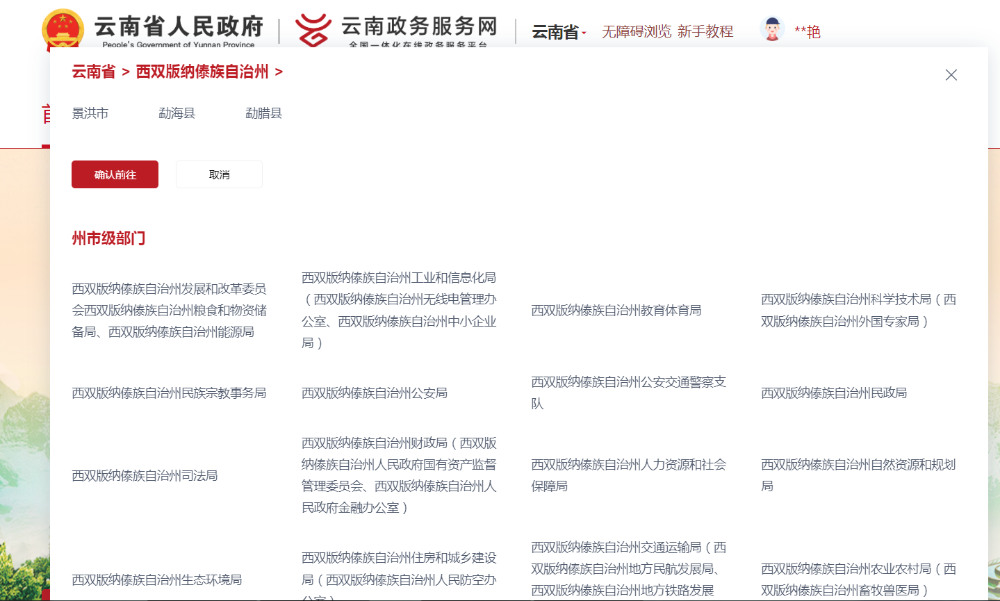 云南省人民政府
People's Government of Yunnan Province
云南政务服务网
全国一体化在线政务服务平台
云南省
无障碍浏览 新手教程
**艳
云南省 > 西双版纳傣族自治州 >
景洪市 勐海县 勐腊县
确认前往 取消
州市级部门
西双版纳傣族自治州发展和改革委员
会西双版纳傣族自治州粮食和物资储
备局、西双版纳傣族自治州能源局
西双版纳傣族自治州工业和信息化局
（西双版纳傣族自治州无线电管理办
公室、西双版纳傣族自治州中小企业
局）
西双版纳傣族自治州教育体育局
西双版纳傣族自治州科学技术局（西
双版纳傣族自治州外国专家局）
西双版纳傣族自治州民族宗教事务局
西双版纳傣族自治州公安局
西双版纳傣族自治州公安交通警察支
队
西双版纳傣族自治州民政局
西双版纳傣族自治州司法局
西双版纳傣族自治州财政局（西双版
纳傣族自治州人民政府国有资产监督
管理委员会、西双版纳傣族自治州人
民政府金融办公室）
西双版纳傣族自治州人力资源和社会
保障局
西双版纳傣族自治州自然资源和规划
局
西双版纳傣族自治州生态环境局
西双版纳傣族自治州住房和城乡建设
局（西双版纳傣族自治州人民防空办
公室）
西双版纳傣族自治州交通运输局（西
双版纳傣族自治州地方民航发展局、
西双版纳傣族自治州地方铁路发展
西双版纳傣族自治州农业农村局（西
双版纳傣族自治州畜牧兽医局）